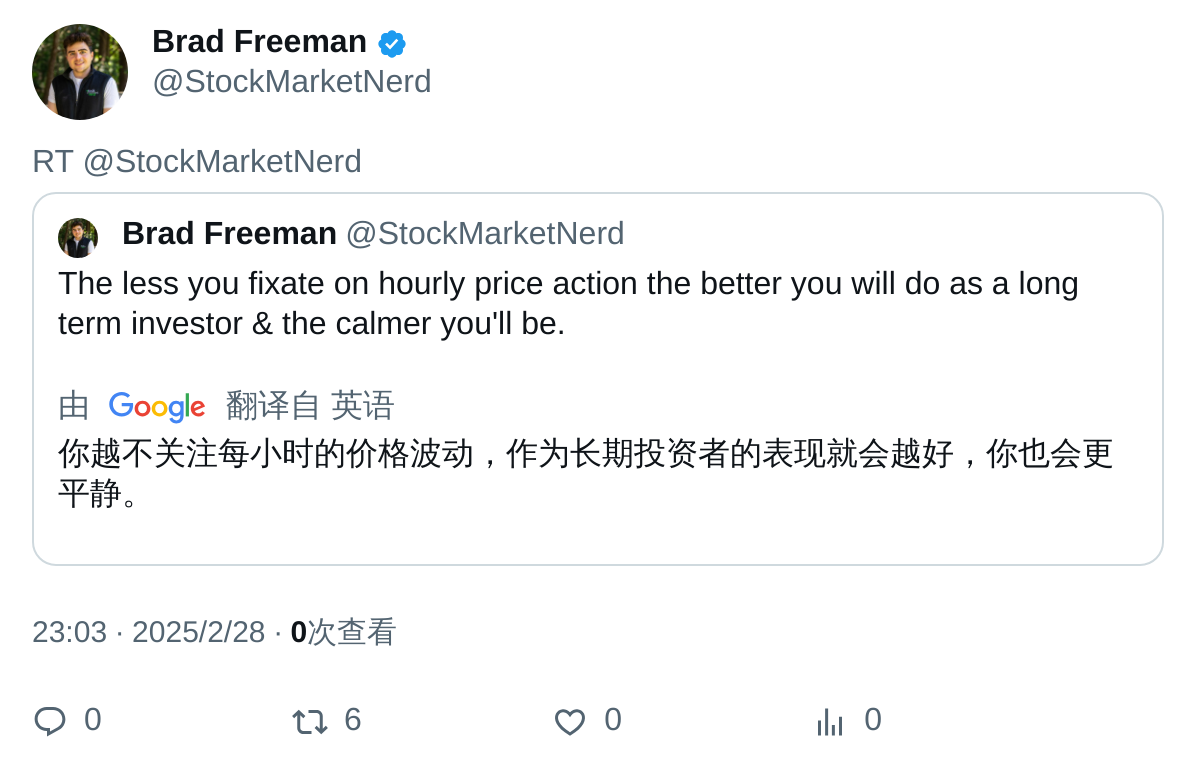 Brad Freeman
@StockMarketNerd
RT @StockMarketNerd
Brad Freeman @StockMarketNerd
The less you fixate on hourly price action the better you will do as a long
term investor & the calmer you'll be.
由 Google 翻译自 英语
你越不关注每小时的价格波动，作为长期投资者的表现就会越好，你也会更
平静。
23:03 · 2025/2/28 · 0次查看
0 6 0 0